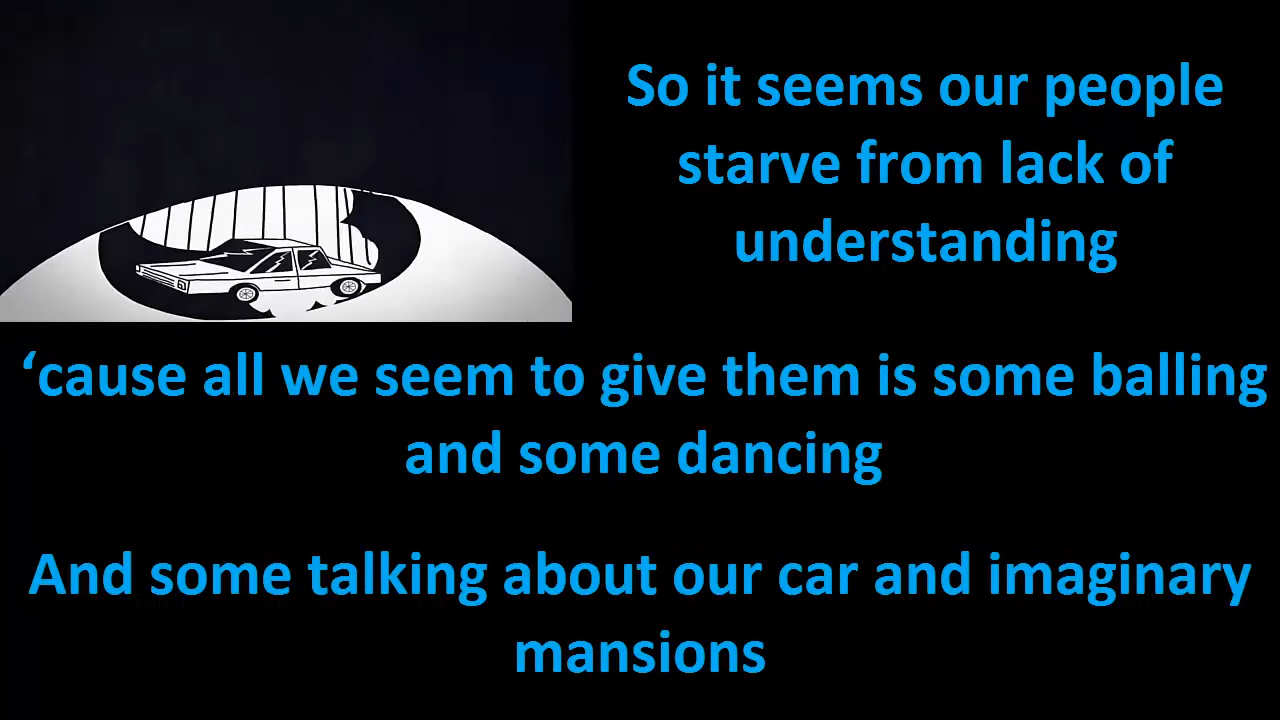 So it seems our people
starve from lack of
understanding
‘cause all we seem to give them is some balling
and some dancing
And some talking about our car and imaginary
mansions